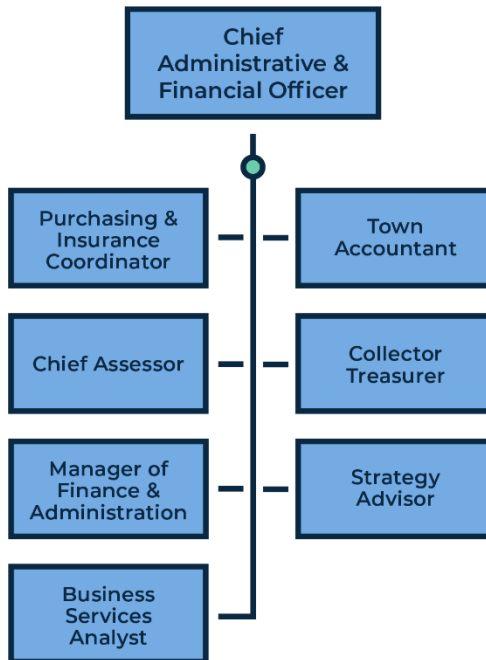 Chief
Administrative &
Financial Officer
Purchasing &
Insurance
Coordinator
Town
Accountant
Chief Assessor
Collector
Treasurer
Manager of
Finance &
Administration
Strategy
Advisor
Business
Services
Analyst